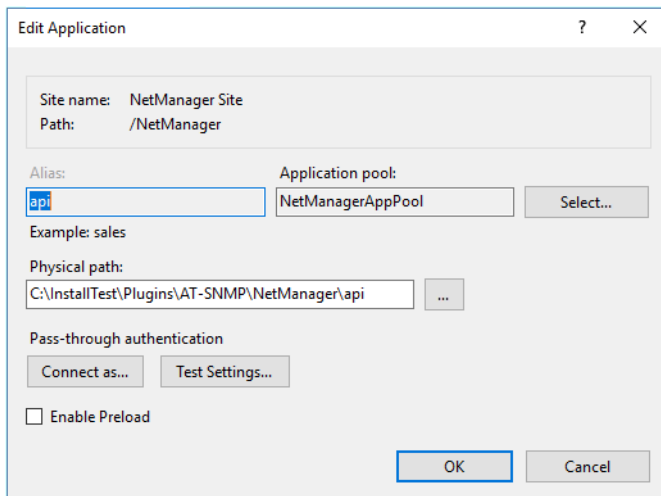 Edit Application
Site name: NetManager Site
Path: /NetManager
Alias: Application pool:
api NetManagerAppPool Select...
Example: sales
Physical path:
C:\InstallTest\Plugins\AT-SNMP\NetManager\api ...
Pass-through authentication
Connect as... Test Settings...
Enable Preload
OK Cancel